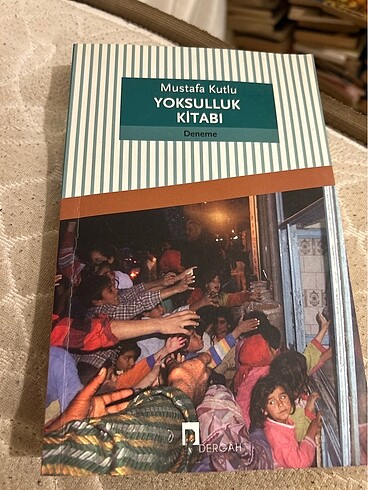 Mustafa Kutlu
YOKSULLUK
KİTABI
Deneme
DERGAH